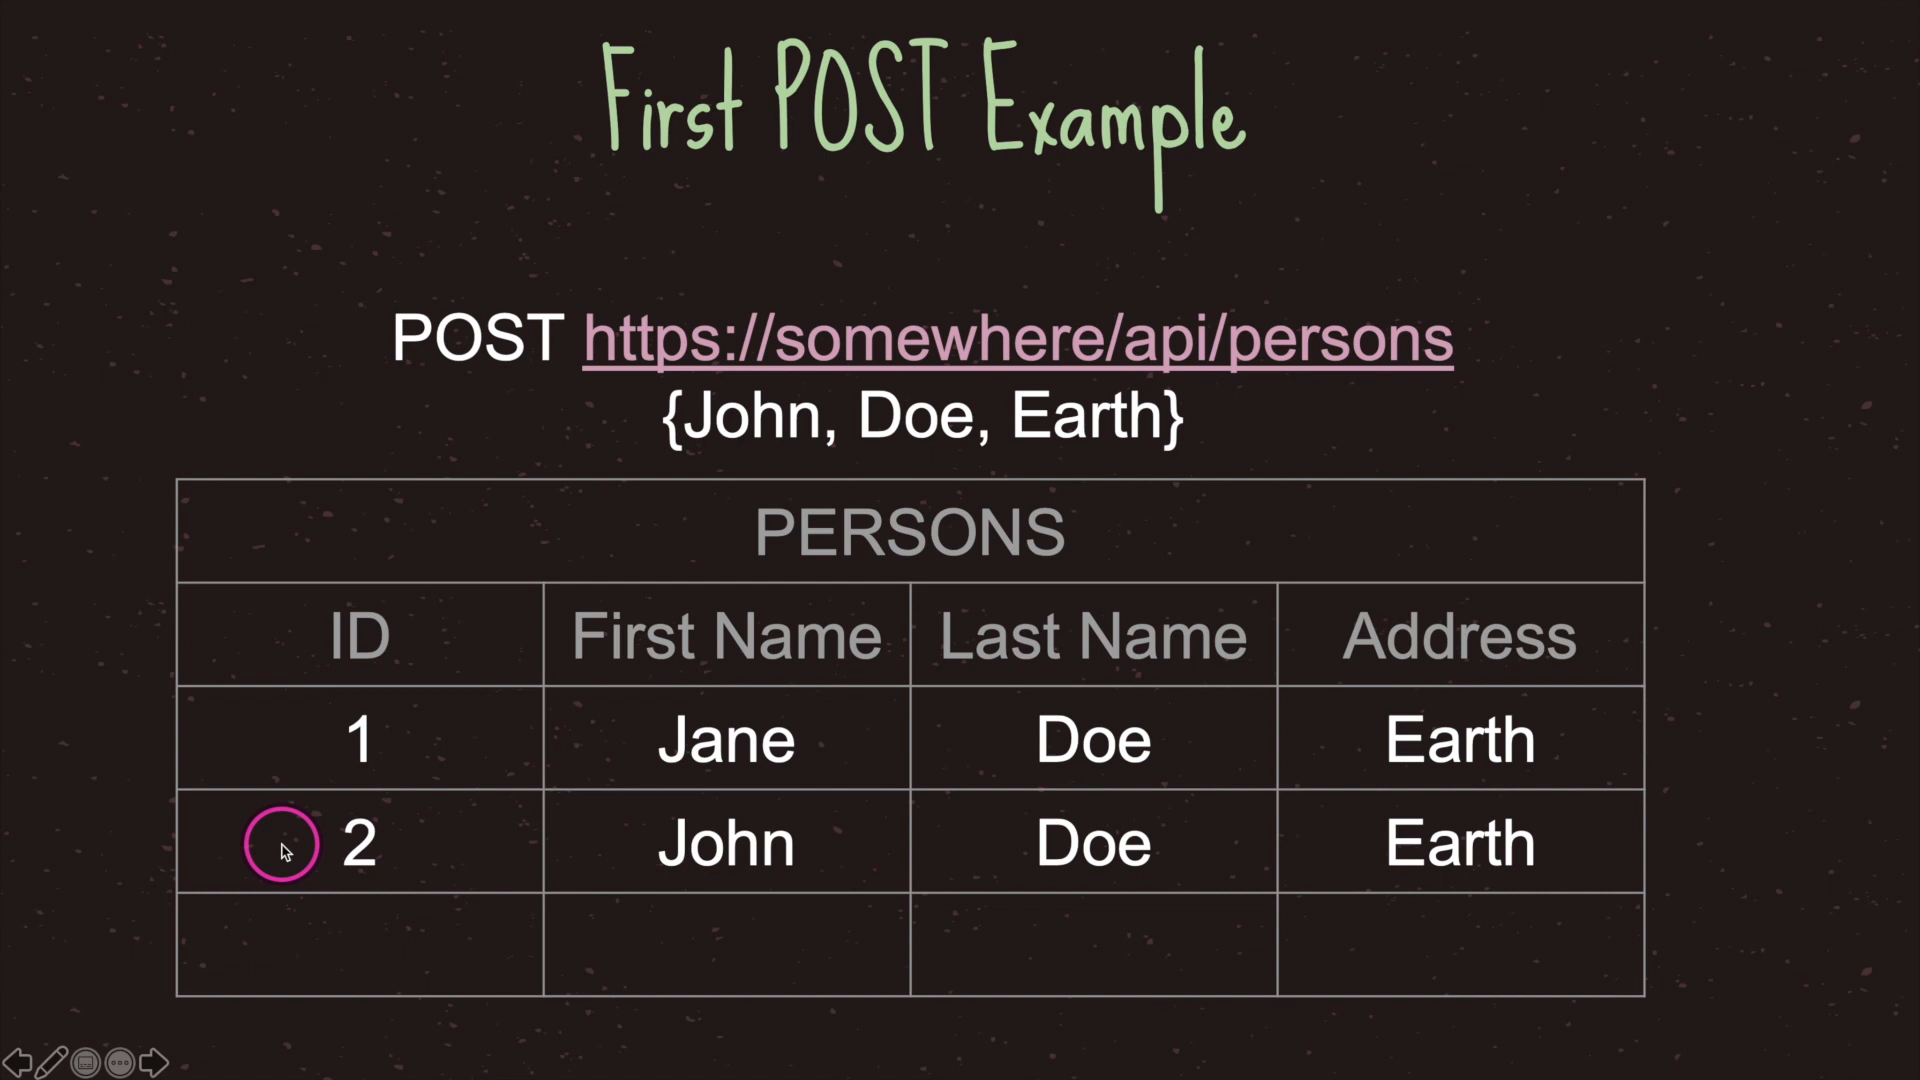 First POST Example
POST https://somewhere/api/persons
{John, Doe, Earth}
PERSONS
ID First Name Last Name Address
1 Jane Doe Earth
2 John Doe Earth